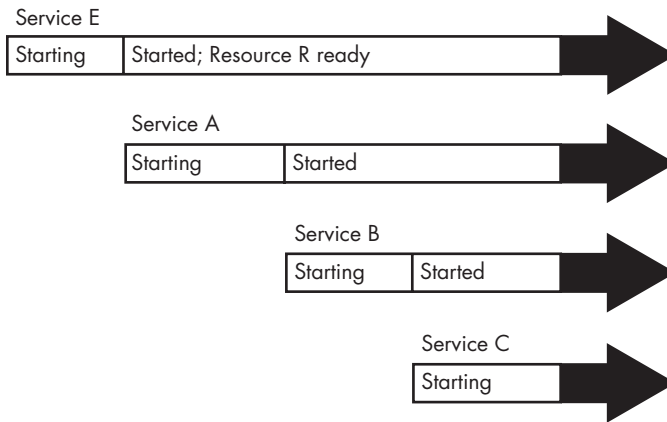 Service E
Starting Started; Resource R ready
Service A
Starting Started
Service B
Starting Started
Service C
Starting